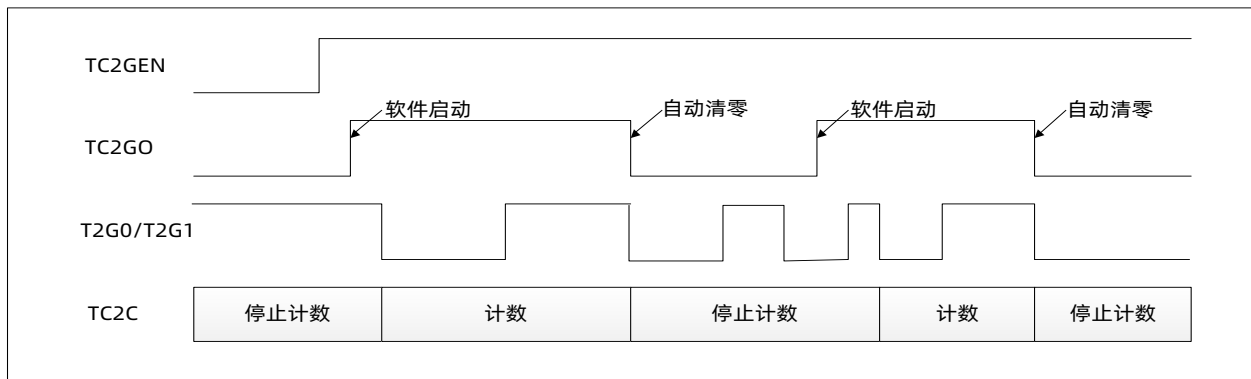 TC2GEN
软件启动 自动清零 软件启动 自动清零
TC2GO
T2G0/T2G1
TC2C 停止计数 计数 停止计数 计数 停止计数